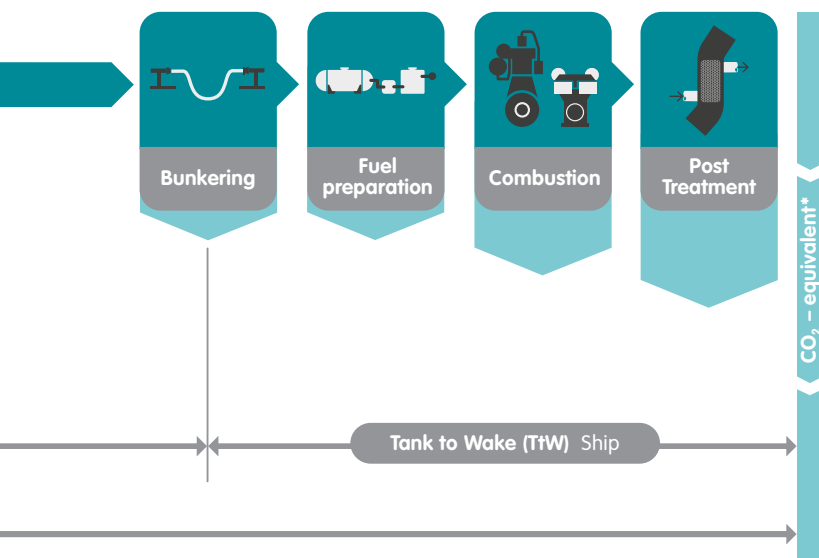 Bunkering
Fuel
preparation
Combustion
Post
Treatment
CO₂ – equivalent*
Tank to Wake (TtW) Ship